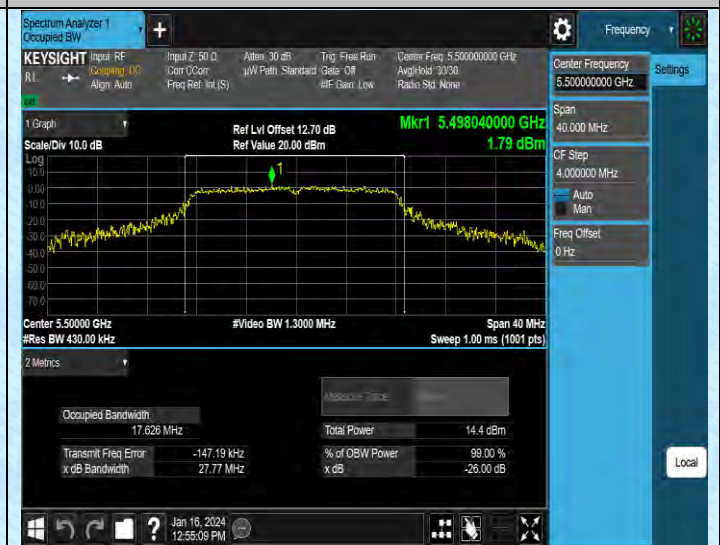 Spectrum Analyzer 1
Occupied BW
+
Frequency
KEYSIGHT
R L
Input: RF
Coupling: DC
Align: Auto
Input Z: 50 Ω
Corr CCorr
Freq Ref: Int (S)
Atten: 30 dB
µW Path: Standard
Trig: Free Run
Gate: Off
#IF Gain: Low
Center Freq: 5.500000000 GHz
Avg|Hold: 30/30
Radio Std: None
Center Frequency
5.500000000 GHz
Settings
Span
40.000 MHz
CF Step
4.000000 MHz
Auto
Man
Freq Offset
0 Hz
1 Graph
Scale/Div 10.0 dB
Ref Lvl Offset 12.70 dB
Ref Value 20.00 dBm
Mkr1 5.498040000 GHz
1.79 dBm
Log
10.0
0.00
-10.0
-20.0
-30.0
-40.0
-50.0
-60.0
-70.0
1
Center 5.50000 GHz
#Res BW 430.00 kHz
#Video BW 1.3000 MHz
Span 40 MHz
Sweep 1.00 ms (1001 pts)
2 Metrics
Measure Trace
Occupied Bandwidth
17.626 MHz
Total Power 14.4 dBm
Transmit Freq Error -147.19 kHz
% of OBW Power 99.00 %
x dB Bandwidth 27.77 MHz
x dB -26.00 dB
Local
?
Jan 16, 2024
12:55:09 PM